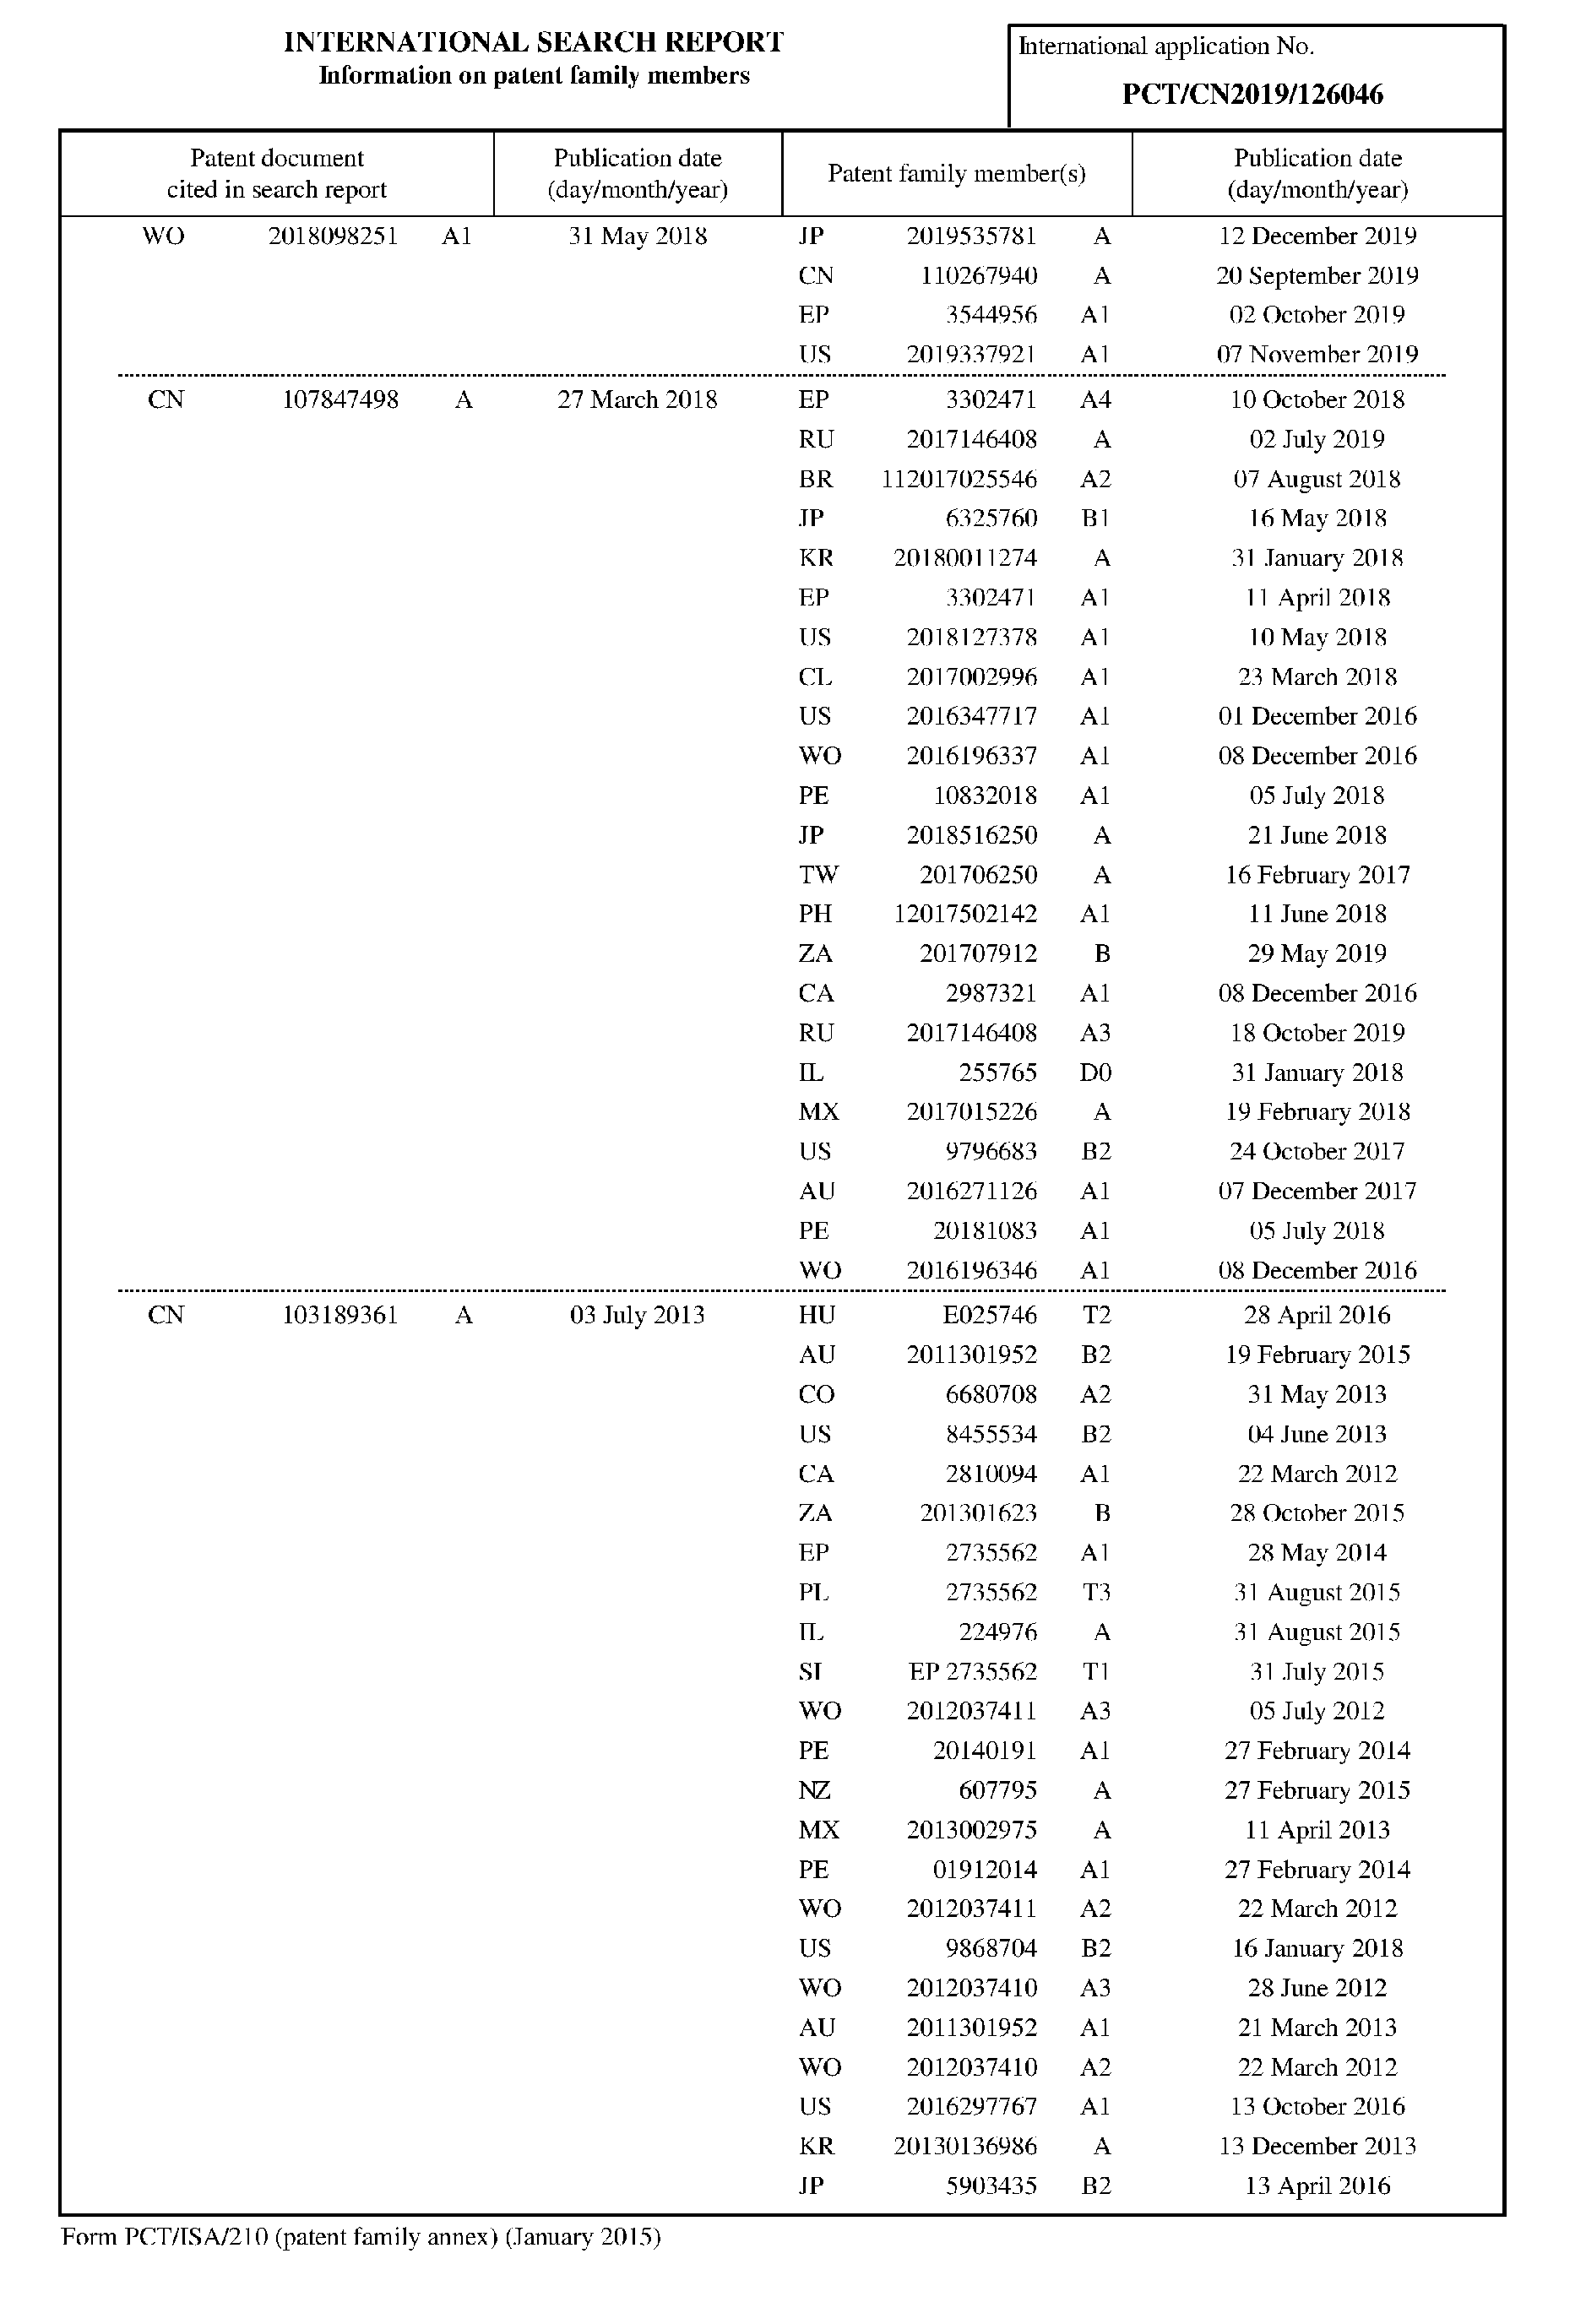 INTERNATIONAL SEARCH REPORT
Information on patent family members
International application No.
PCT/CN2019/126046
Patent document
cited in search report
Publication date
(day/month/year)
Patent family member(s)
Publication date
(day/month/year)
WO 2018098251 A1 31 May 2018 JP 2019535781 A 12 December 2019
CN 110267940 A 20 September 2019
EP 3544956 A1 02 October 2019
US 2019337921 A1 07 November 2019
CN 107847498 A 27 March 2018 EP 3302471 A4 10 October 2018
RU 2017146408 A 02 July 2019
BR 112017025546 A2 07 August 2018
JP 6325760 B1 16 May 2018
KR 20180011274 A 31 January 2018
EP 3302471 A1 11 April 2018
US 2018127378 A1 10 May 2018
CL 2017002996 A1 23 March 2018
US 2016347717 A1 01 December 2016
WO 2016196337 A1 08 December 2016
PE 10832018 A1 05 July 2018
JP 2018516250 A 21 June 2018
TW 201706250 A 16 February 2017
PH 12017502142 A1 11 June 2018
ZA 201707912 B 29 May 2019
CA 2987321 A1 08 December 2016
RU 2017146408 A3 18 October 2019
IL 255765 D0 31 January 2018
MX 2017015226 A 19 February 2018
US 9796683 B2 24 October 2017
AU 2016271126 A1 07 December 2017
PE 20181083 A1 05 July 2018
WO 2016196346 A1 08 December 2016
CN 103189361 A 03 July 2013 HU E025746 T2 28 April 2016
AU 2011301952 B2 19 February 2015
CO 6680708 A2 31 May 2013
US 8455534 B2 04 June 2013
CA 2810094 A1 22 March 2012
ZA 201301623 B 28 October 2015
EP 2735562 A1 28 May 2014
PL 2735562 T3 31 August 2015
IL 224976 A 31 August 2015
SI EP 2735562 T1 31 July 2015
WO 2012037411 A3 05 July 2012
PE 20140191 A1 27 February 2014
NZ 607795 A 27 February 2015
MX 2013002975 A 11 April 2013
PE 01912014 A1 27 February 2014
WO 2012037411 A2 22 March 2012
US 9868704 B2 16 January 2018
WO 2012037410 A3 28 June 2012
AU 2011301952 A1 21 March 2013
WO 2012037410 A2 22 March 2012
US 2016297767 A1 13 October 2016
KR 20130136986 A 13 December 2013
JP 5903435 B2 13 April 2016
Form PCT/ISA/210 (patent family annex) (January 2015)